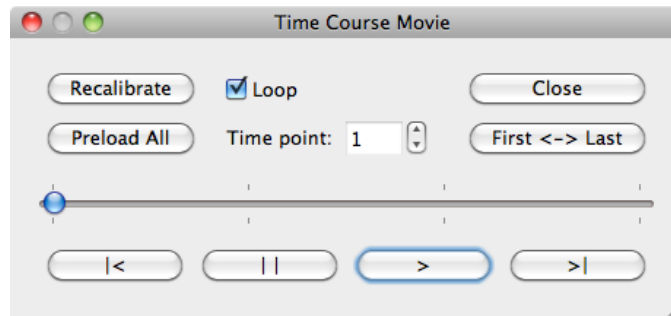 Time Course Movie
Recalibrate Loop Close
Preload All Time point: 1 First <-> Last
|< || > >|